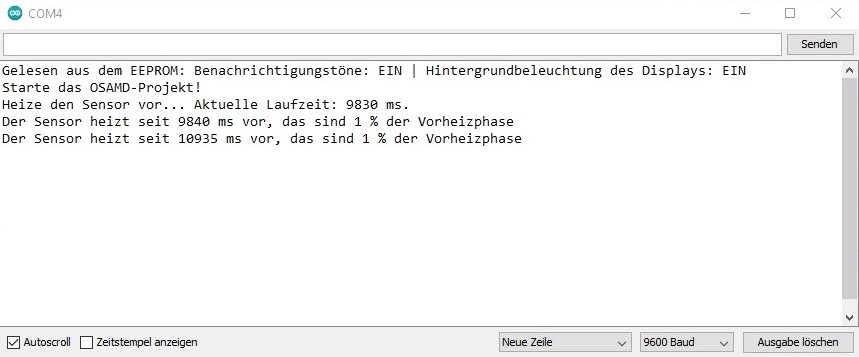 COM4
Senden
Gelesen aus dem EEPROM: Benachrichtigungstöne: EIN | Hintergrundbeleuchtung des Displays: EIN
Starte das OSAMD-Projekt!
Heize den Sensor vor... Aktuelle Laufzeit: 9830 ms.
Der Sensor heizt seit 9840 ms vor, das sind 1 % der Vorheizphase
Der Sensor heizt seit 10935 ms vor, das sind 1 % der Vorheizphase
Autoscroll Zeitstempel anzeigen Neue Zeile 9600 Baud Ausgabe löschen